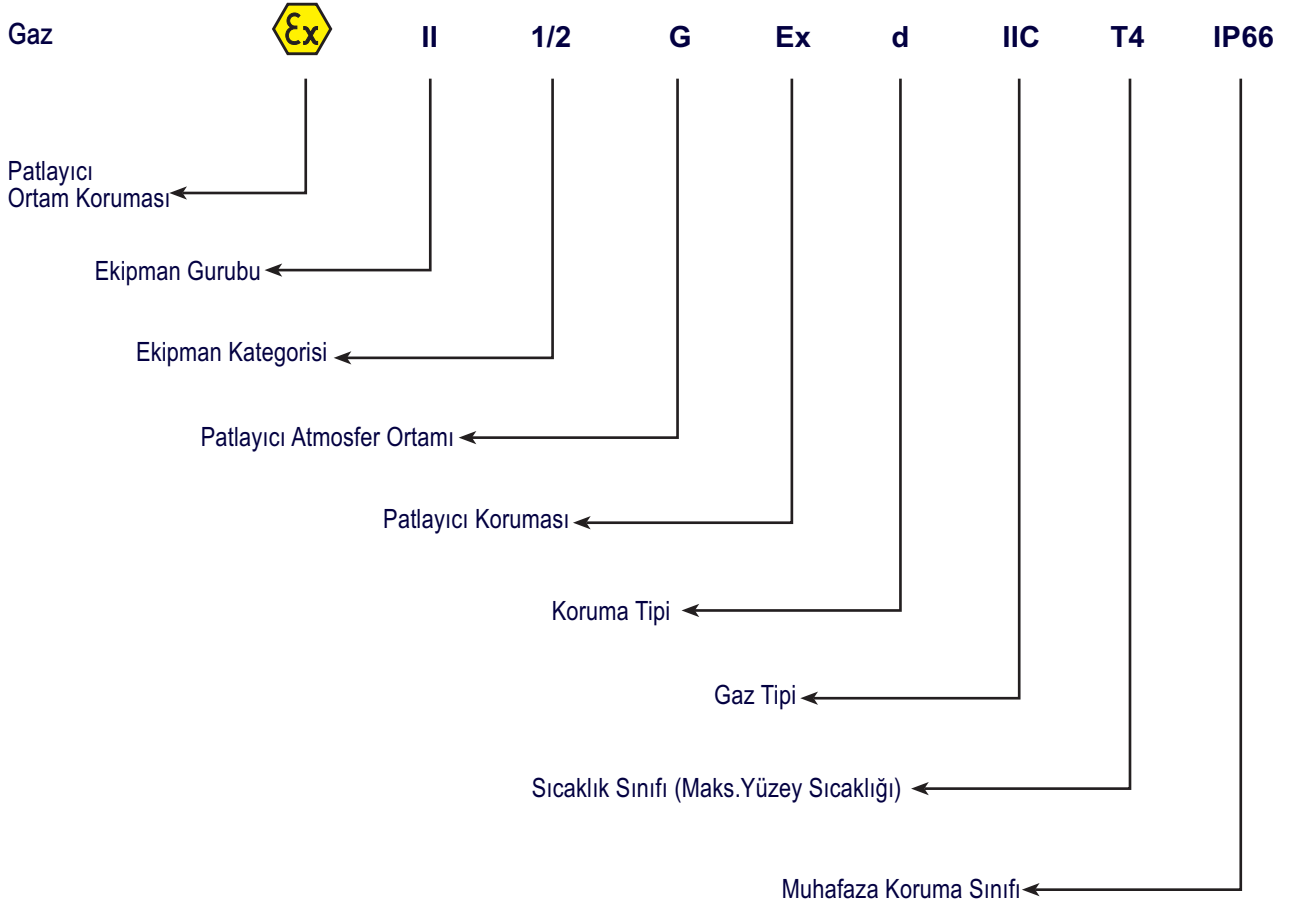 Gaz Ex II 1/2 G Ex d IIC T4 IP66
Patlayıcı
Ortam Koruması
Ekipman Gurubu
Ekipman Kategorisi
Patlayıcı Atmosfer Ortamı
Patlayıcı Koruması
Koruma Tipi
Gaz Tipi
Sıcaklık Sınıfı (Maks.Yüzey Sıcaklığı)
Muhafaza Koruma Sınıfı